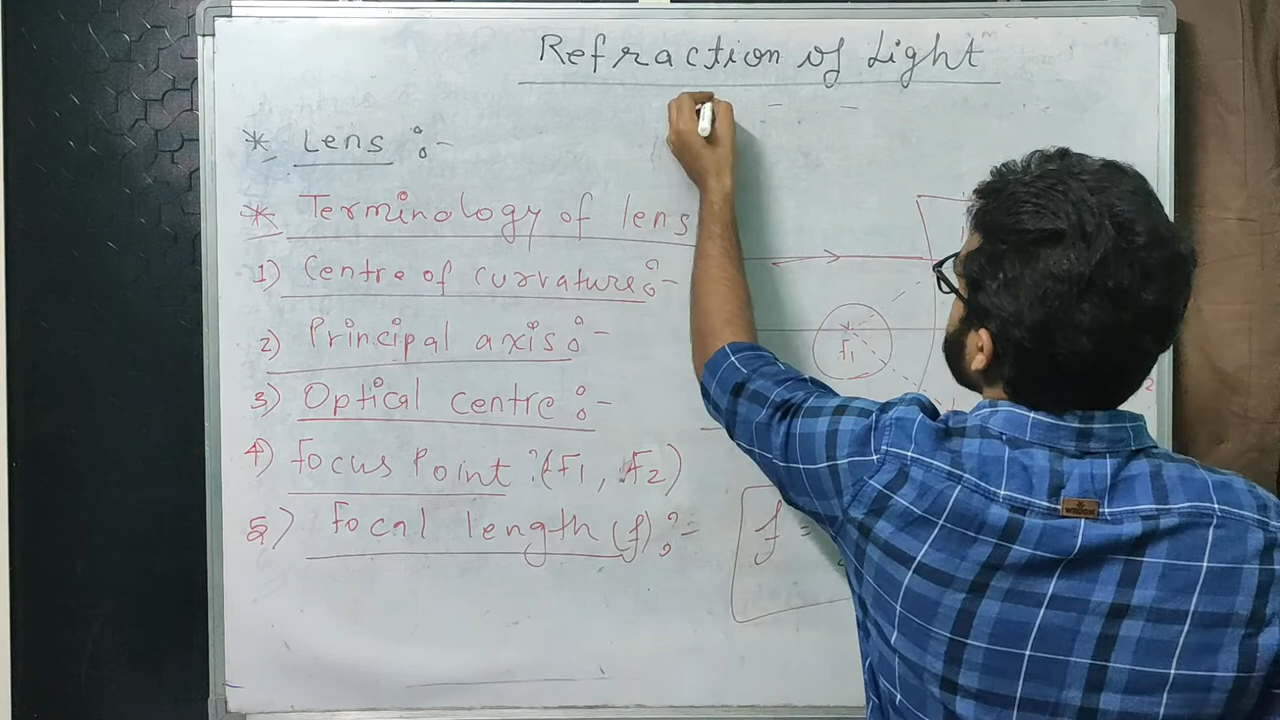 Refraction of Light
* Lens :-
* Terminology of lens
1) Centre of curvature :-
2) Principal axis :-
3) Optical centre :-
4) Focus Point :(F1, F2)
5) Focal length (f) :-
F1
2
f =